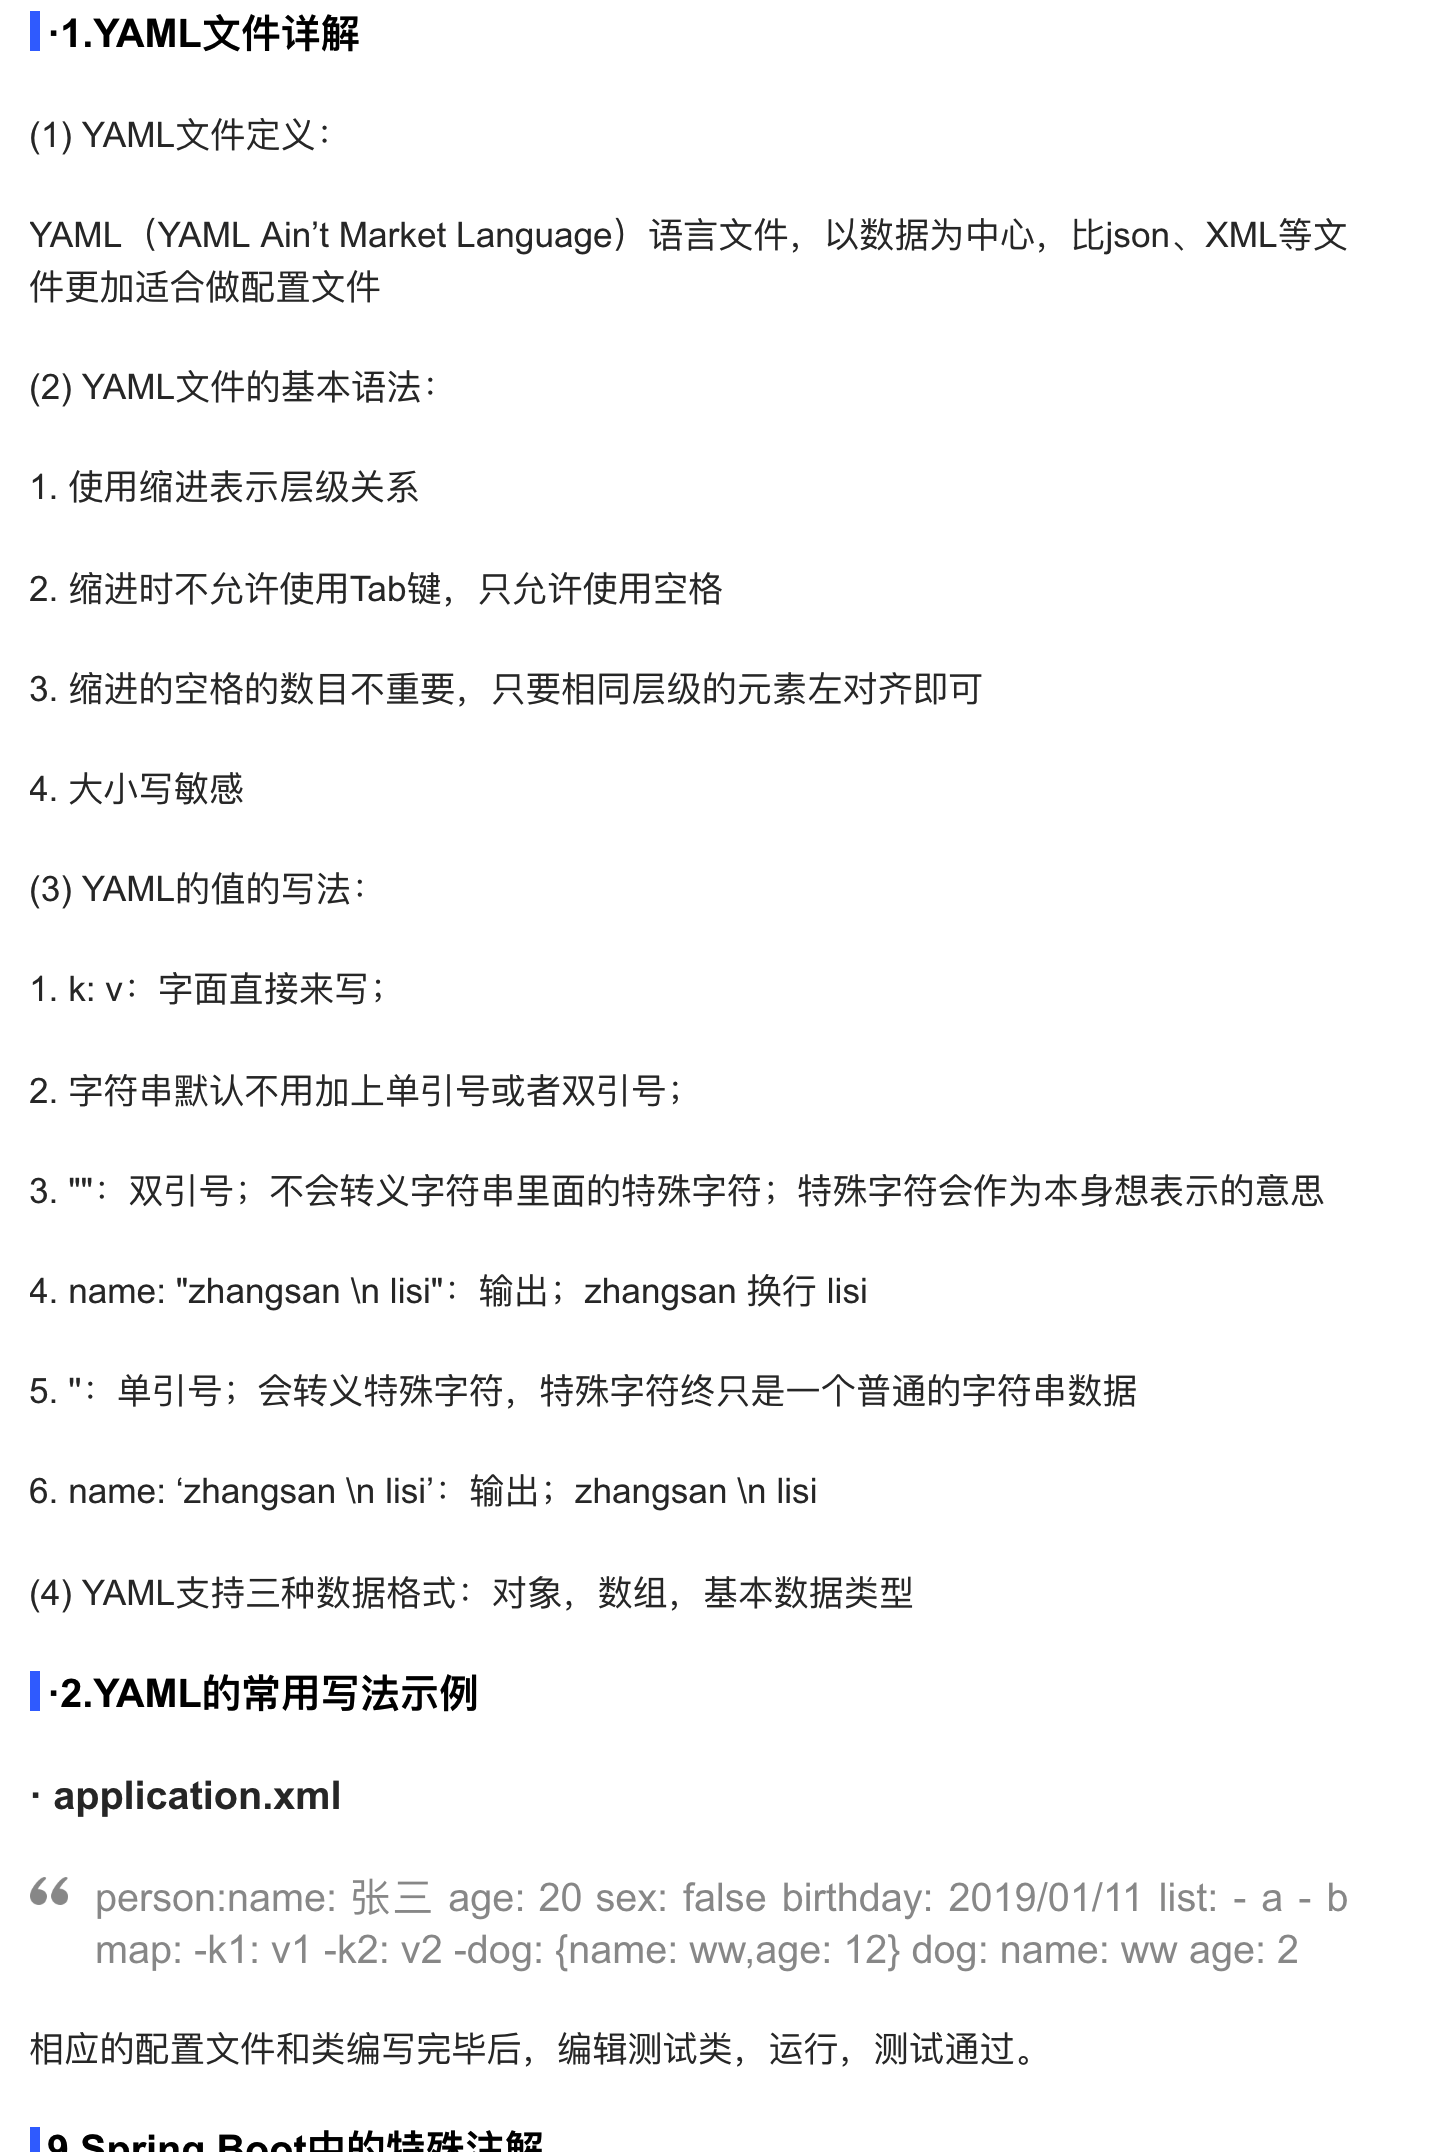 ·1.YAML文件详解
(1) YAML文件定义：
YAML（YAML Ain’t Market Language）语言文件，以数据为中心，比json、XML等文
件更加适合做配置文件
(2) YAML文件的基本语法：
1. 使用缩进表示层级关系
2. 缩进时不允许使用Tab键，只允许使用空格
3. 缩进的空格的数目不重要，只要相同层级的元素左对齐即可
4. 大小写敏感
(3) YAML的值的写法：
1. k: v：字面直接来写；
2. 字符串默认不用加上单引号或者双引号；
3. ""：双引号；不会转义字符串里面的特殊字符；特殊字符会作为本身想表示的意思
4. name: "zhangsan \n lisi"：输出；zhangsan 换行 lisi
5. ''：单引号；会转义特殊字符，特殊字符终只是一个普通的字符串数据
6. name: ‘zhangsan \n lisi’：输出；zhangsan \n lisi
(4) YAML支持三种数据格式：对象，数组，基本数据类型
·2.YAML的常用写法示例
· application.xml
person:name: 张三 age: 20 sex: false birthday: 2019/01/11 list: - a - b
map: -k1: v1 -k2: v2 -dog: {name: ww,age: 12} dog: name: ww age: 2
相应的配置文件和类编写完毕后，编辑测试类，运行，测试通过。
9.Spring Boot中的特殊注解